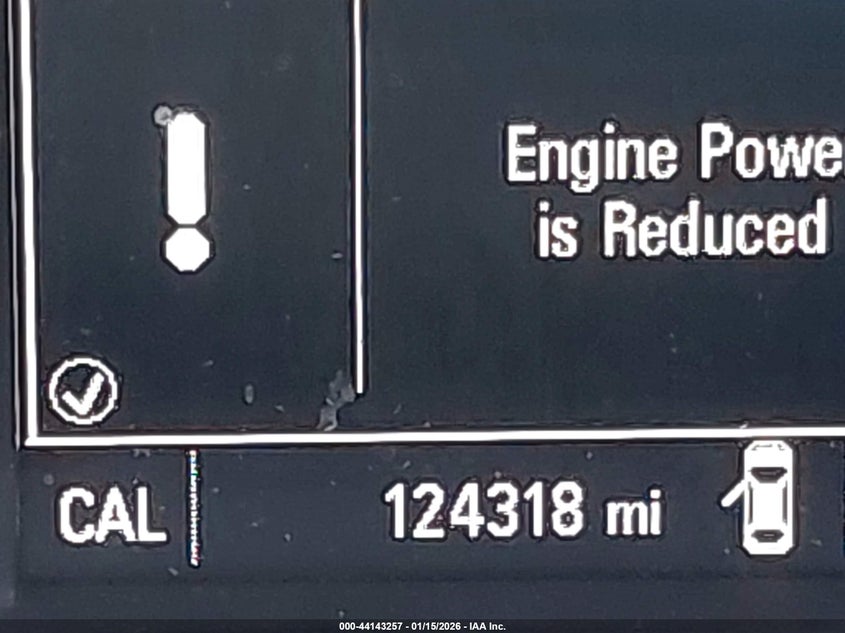 Engine Powe
is Reduced
CAL 124318 mi
000-44143257 - 01/15/2026 - IAA Inc.